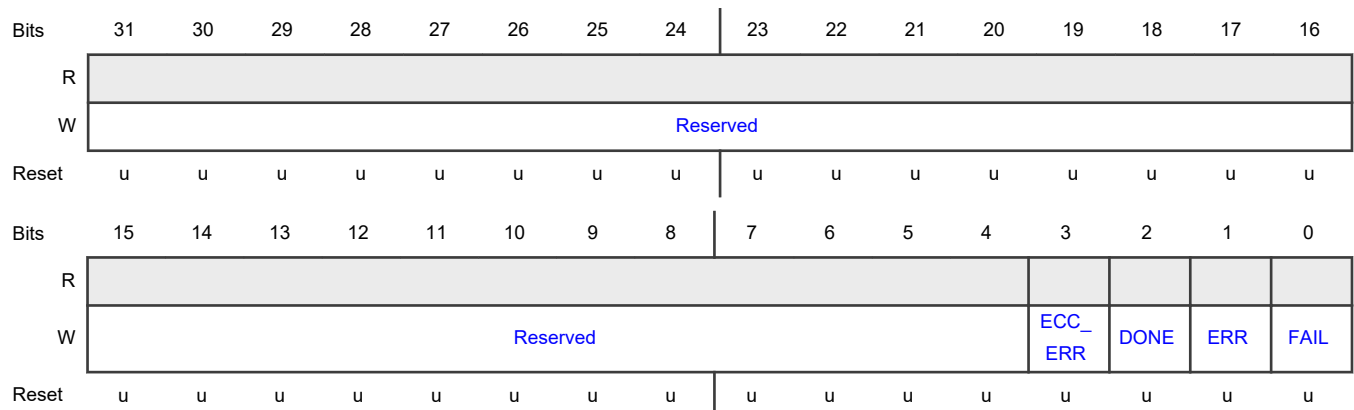 Bits 31 30 29 28 27 26 25 24 23 22 21 20 19 18 17 16
R
W Reserved
Reset u u u u u u u u u u u u u u u u
Bits 15 14 13 12 11 10 9 8 7 6 5 4 3 2 1 0
R
W Reserved ECC_ERR DONE ERR FAIL
Reset u u u u u u u u u u u u u u u u